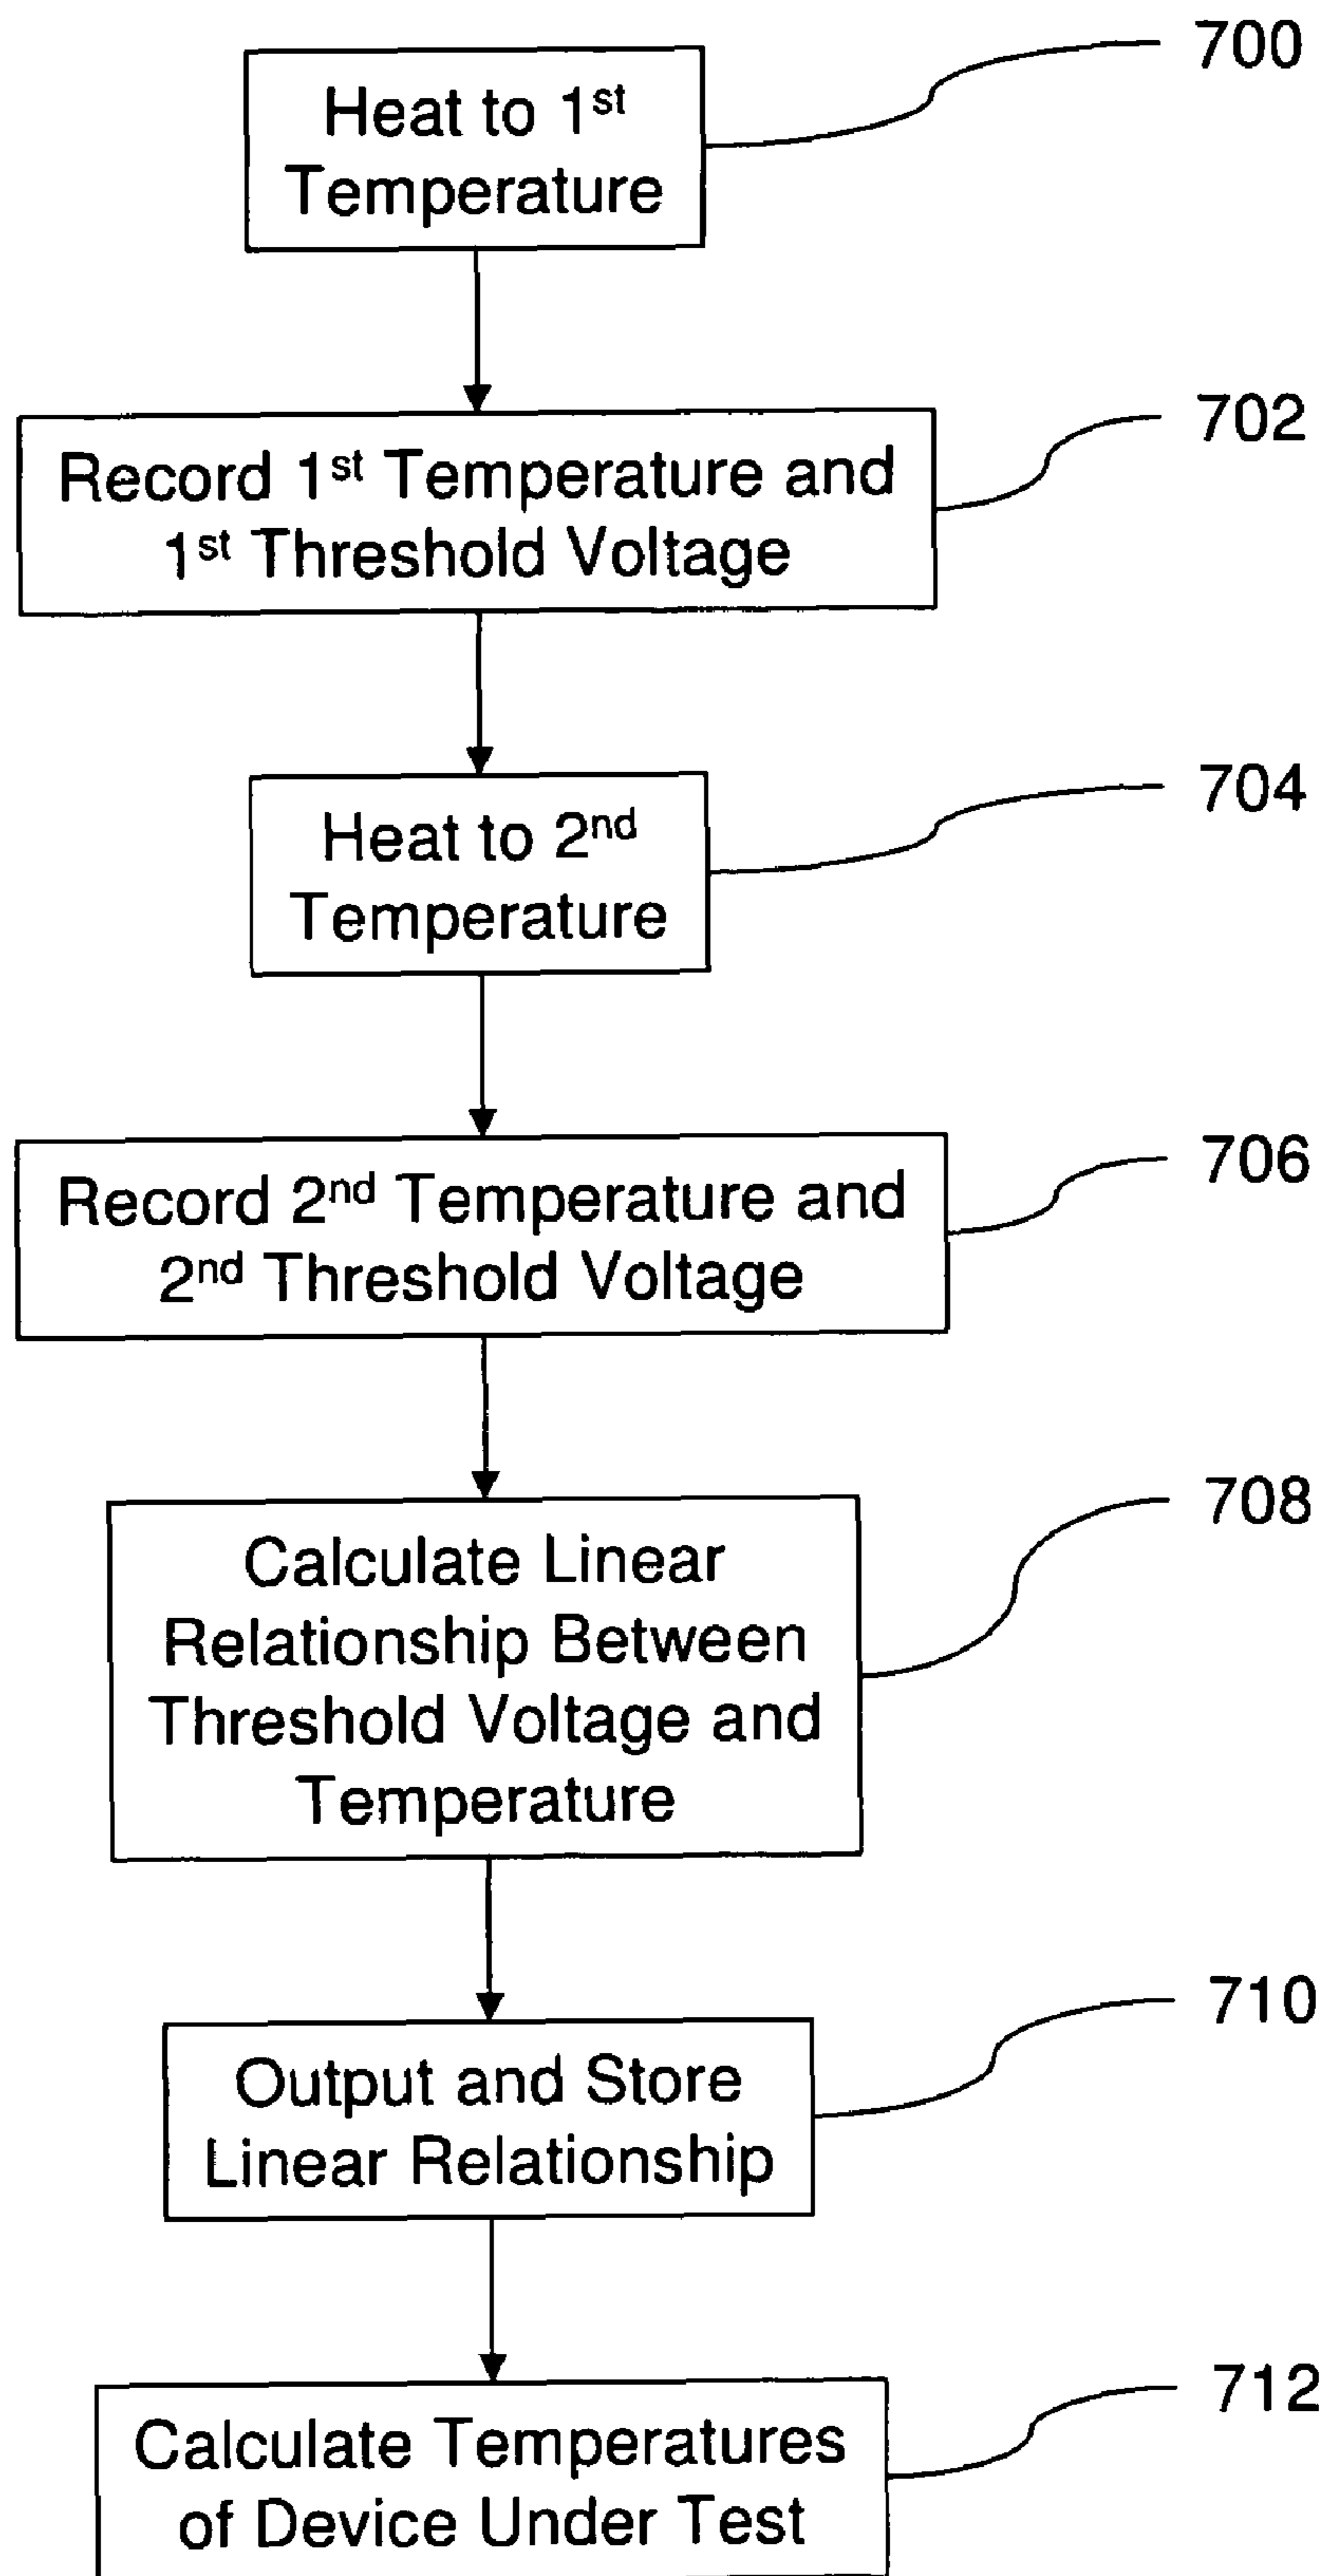 700
Heat to 1st
Temperature
702
Record 1st Temperature and
1st Threshold Voltage
704
Heat to 2nd
Temperature
706
Record 2nd Temperature and
2nd Threshold Voltage
708
Calculate Linear
Relationship Between
Threshold Voltage and
Temperature
710
Output and Store
Linear Relationship
712
Calculate Temperatures
of Device Under Test